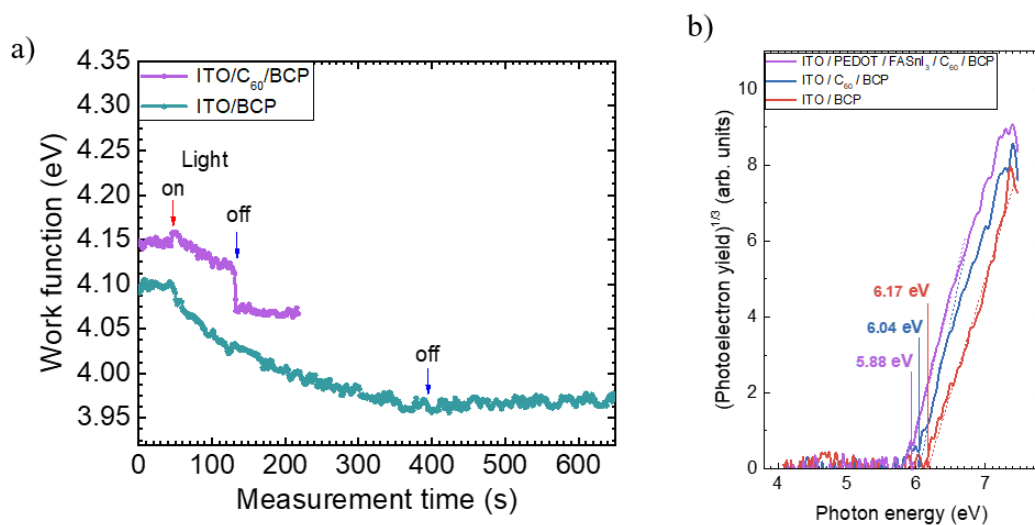 a)
4.35
4.30
4.25
4.20
4.15
4.10
4.05
4.00
3.95
Work function (eV)
ITO/C₆₀/BCP
ITO/BCP
Light
on
off
off
0 100 200 300 400 500 600
Measurement time (s)
b)
10
8
6
4
2
0
(Photoelectron yield)¹ᐟ³ (arb. units)
ITO / PEDOT / FASnI₃ / C₆₀ / BCP
ITO / C₆₀ / BCP
ITO / BCP
6.17 eV
6.04 eV
5.88 eV
4 5 6 7
Photon energy (eV)